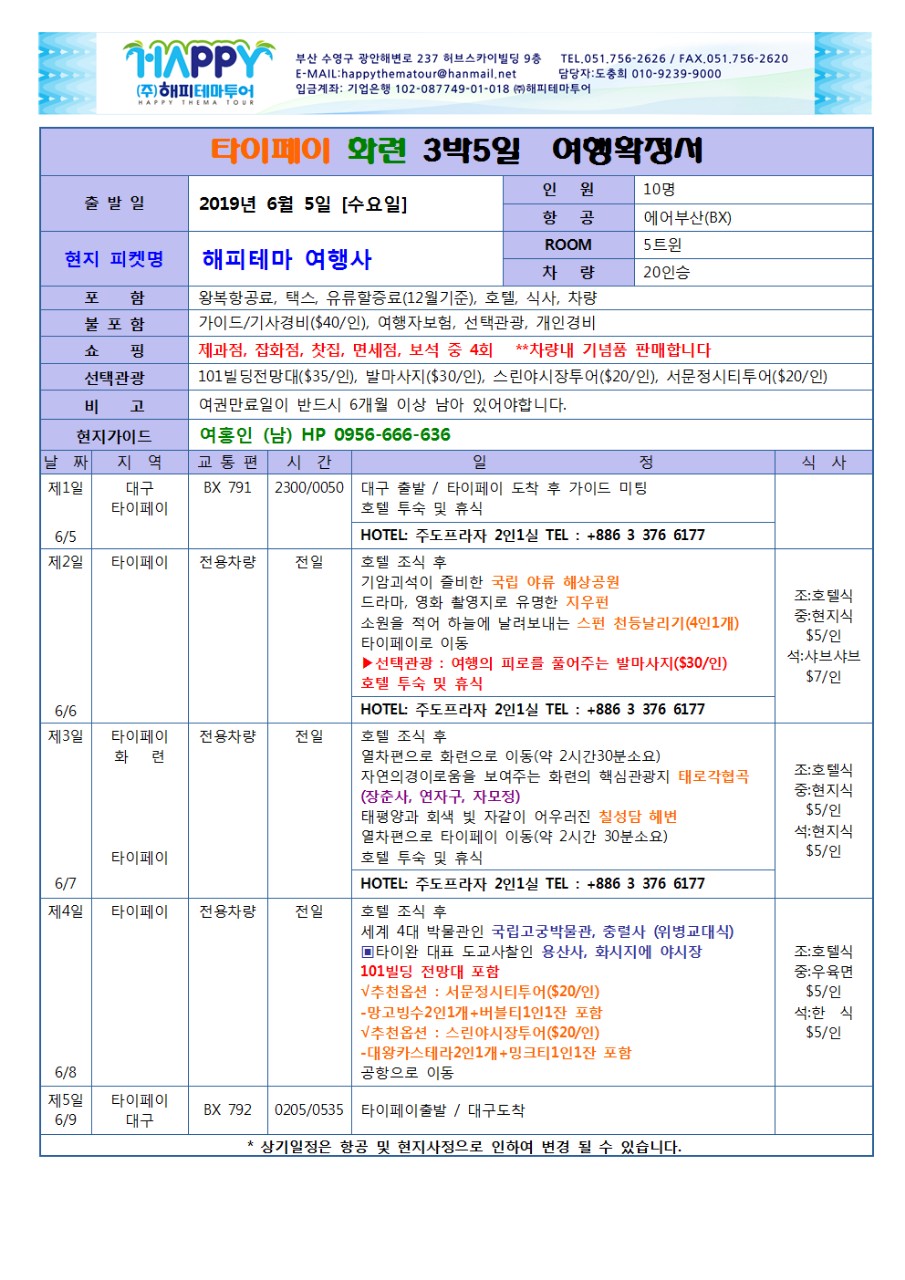 HAPPY
(주)해피테마투어
HAPPY THEMA TOUR
부산 수영구 광안해변로 237 허브스카이빌딩 9층 TEL.051.756-2626 / FAX.051.756-2620
E-MAIL:happythematour@hanmail.net 담당자:도충희 010-9239-9000
입금계좌: 기업은행 102-087749-01-018 ㈜해피테마투어
타이페이 화련 3박5일 여행확정서
출 발 일 2019년 6월 5일 [수요일] 인 원 10명
항 공 에어부산(BX)
현지 피켓명 해피테마 여행사 ROOM 5트윈
차 량 20인승
포 함 왕복항공료, 택스, 유류할증료(12월기준), 호텔, 식사, 차량
불 포 함 가이드/기사경비($40/인), 여행자보험, 선택관광, 개인경비
쇼 핑 제과점, 잡화점, 찻집, 면세점, 보석 중 4회 **차량내 기념품 판매합니다
선택관광 101빌딩전망대($35/인), 발마사지($30/인), 스린야시장투어($20/인), 서문정시티투어($20/인)
비 고 여권만료일이 반드시 6개월 이상 남아 있어야합니다.
현지가이드 여홍인 (남) HP 0956-666-636
날 짜 지 역 교 통 편 시 간 일 정 식 사
제1일 대구 BX 791 2300/0050 대구 출발 / 타이페이 도착 후 가이드 미팅
타이페이 호텔 투숙 및 휴식
6/5 HOTEL: 주도프라자 2인1실 TEL : +886 3 376 6177
제2일 타이페이 전용차량 전일 호텔 조식 후
기암괴석이 즐비한 국립 야류 해상공원
드라마, 영화 촬영지로 유명한 지우펀
소원을 적어 하늘에 날려보내는 스펀 천등날리기(4인1개)
타이페이로 이동
▶선택관광 : 여행의 피로를 풀어주는 발마사지($30/인)
호텔 투숙 및 휴식
조:호텔식
중:현지식
$5/인
석:샤브샤브
$7/인
6/6 HOTEL: 주도프라자 2인1실 TEL : +886 3 376 6177
제3일 타이페이 전용차량 전일 호텔 조식 후
화 련 열차편으로 화련으로 이동(약 2시간30분소요)
자연의경이로움을 보여주는 화련의 핵심관광지 태로각협곡
(장춘사, 연자구, 자모정)
태평양과 회색 빛 자갈이 어우러진 칠성담 해변
열차편으로 타이페이 이동(약 2시간 30분소요)
타이페이 호텔 투숙 및 휴식
조:호텔식
중:현지식
$5/인
석:현지식
$5/인
6/7 HOTEL: 주도프라자 2인1실 TEL : +886 3 376 6177
제4일 타이페이 전용차량 전일 호텔 조식 후
세계 4대 박물관인 국립고궁박물관, 충렬사 (위병교대식)
▣타이완 대표 도교사찰인 용산사, 화시지에 야시장
101빌딩 전망대 포함
√추천옵션 : 서문정시티투어($20/인)
-망고빙수2인1개+버블티1인1잔 포함
√추천옵션 : 스린야시장투어($20/인)
-대왕카스테라2인1개+밍크티1인1잔 포함
6/8 공항으로 이동
조:호텔식
중:우육면
$5/인
석:한 식
$5/인
제5일 타이페이 BX 792 0205/0535 타이페이출발 / 대구도착
6/9 대구
* 상기일정은 항공 및 현지사정으로 인하여 변경 될 수 있습니다.